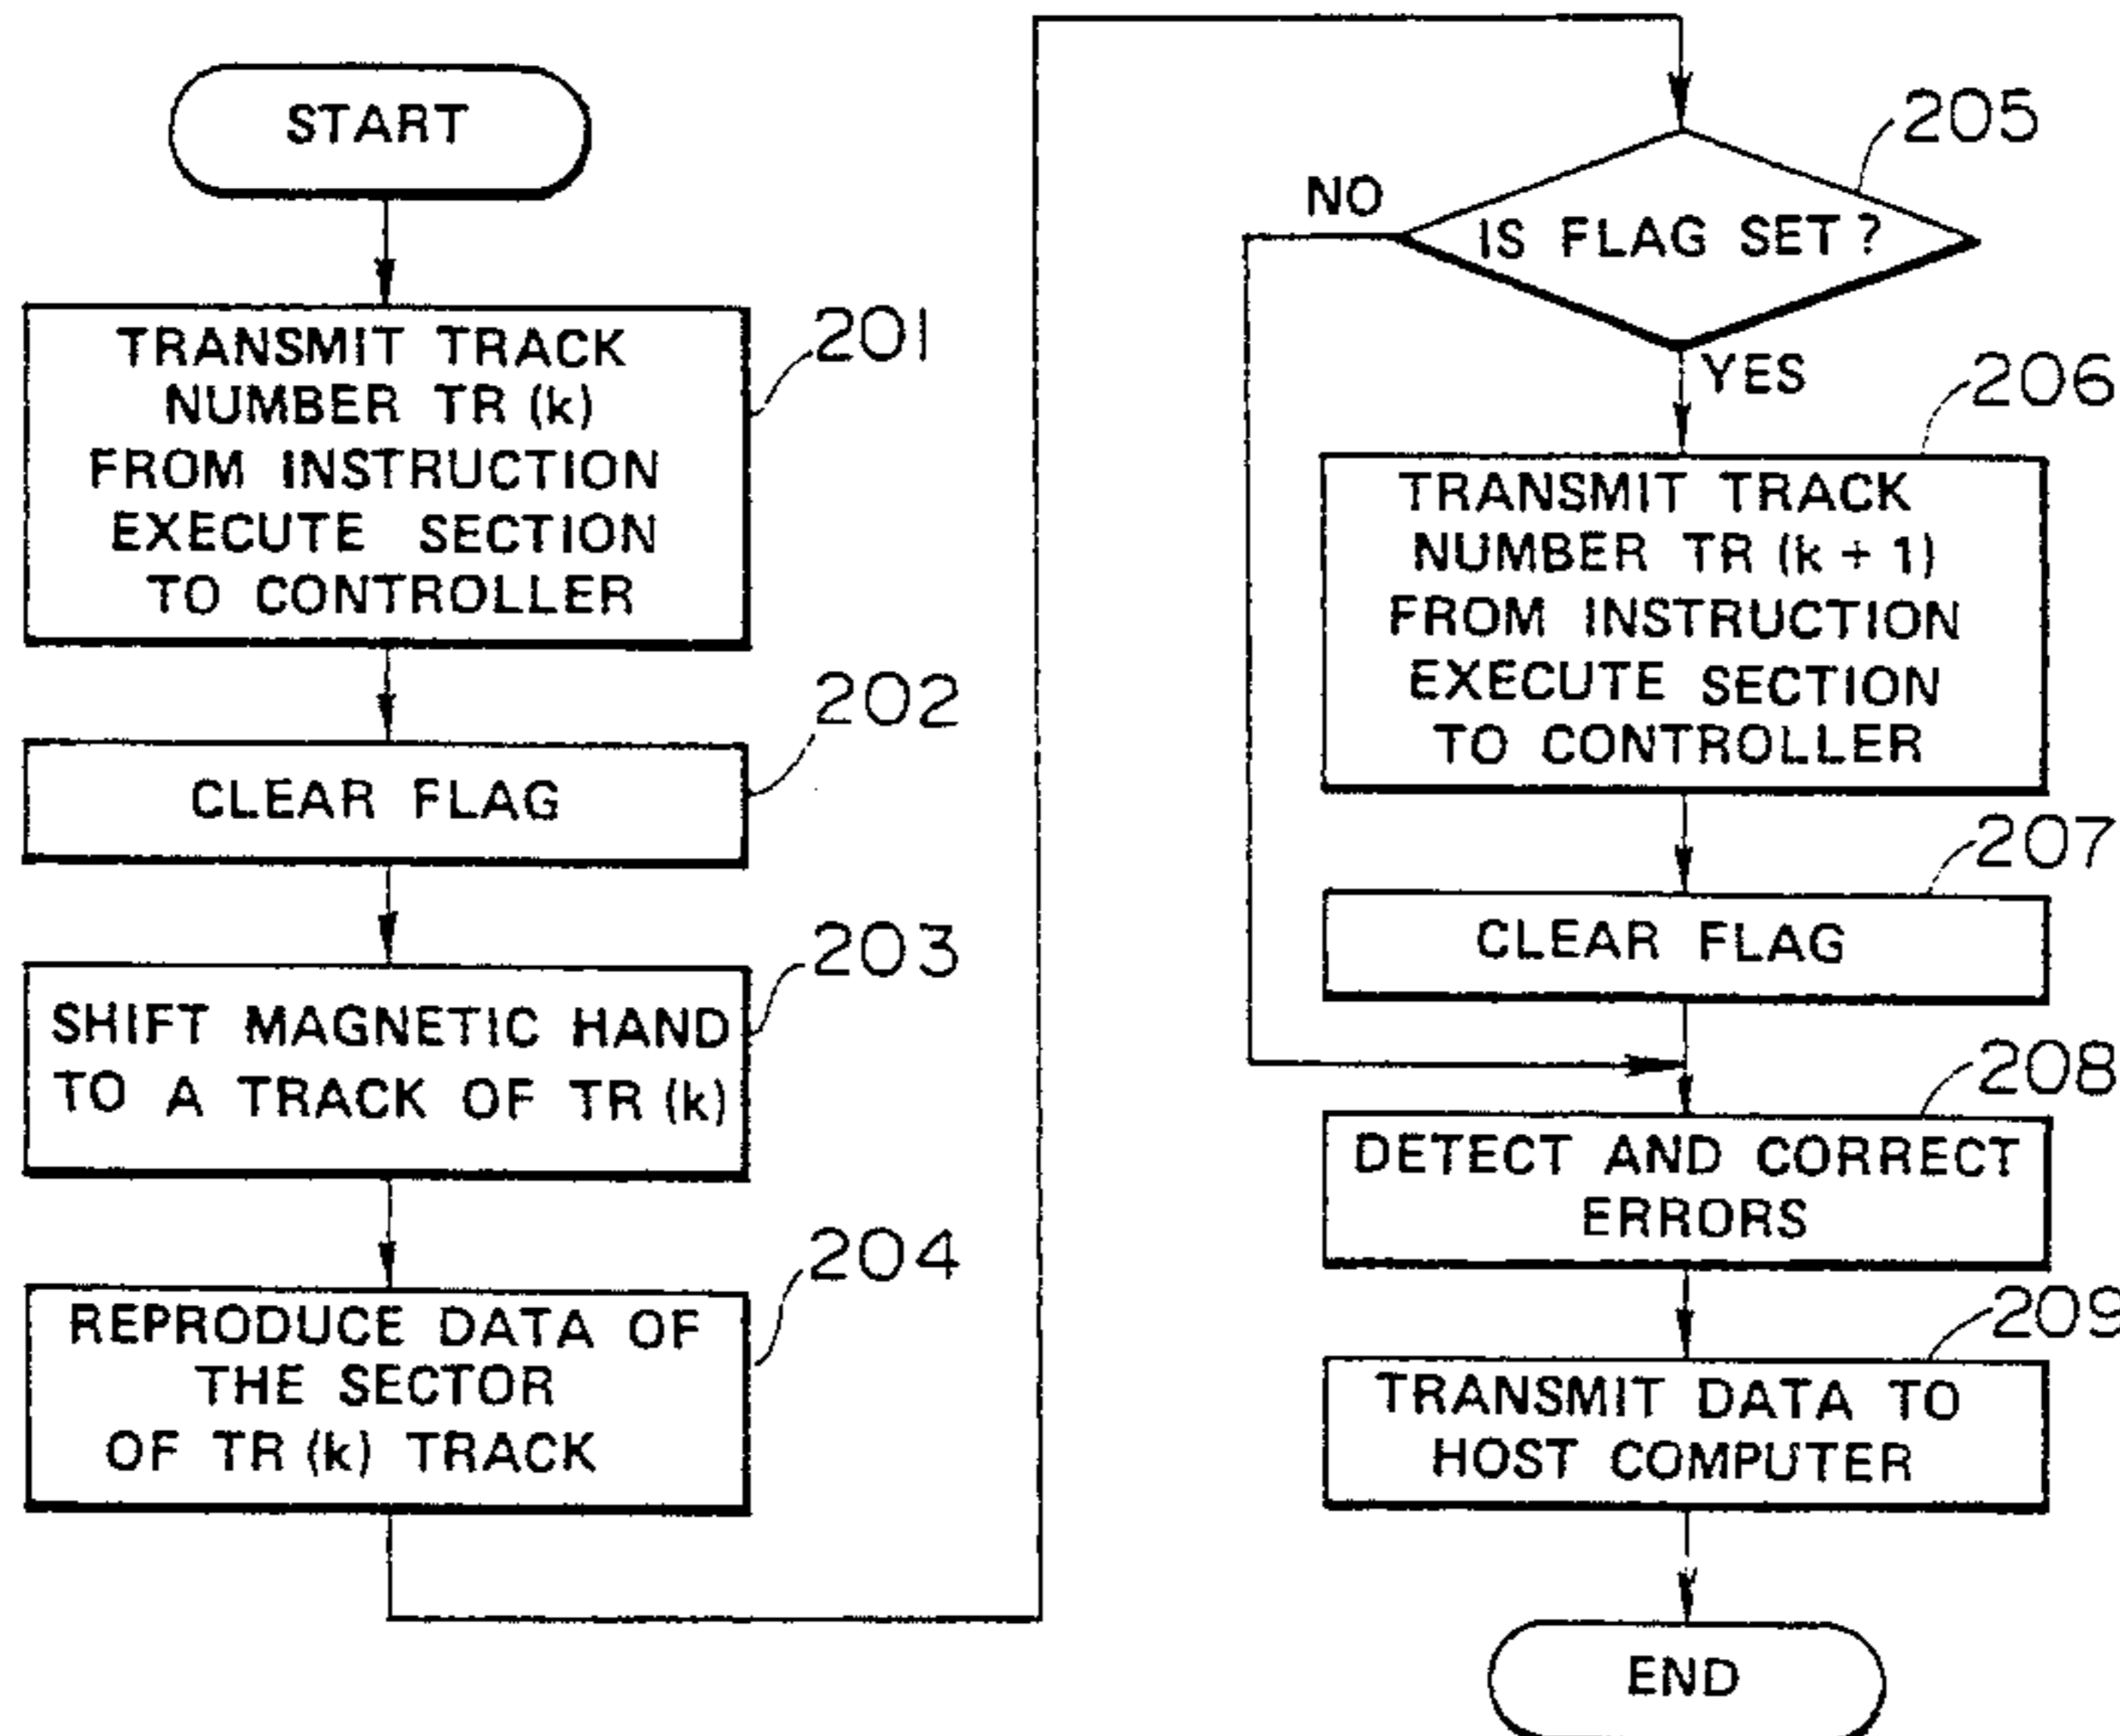 START
201
TRANSMIT TRACK
NUMBER TR (k)
FROM INSTRUCTION
EXECUTE SECTION
TO CONTROLLER
202
CLEAR FLAG
203
SHIFT MAGNETIC HAND
TO A TRACK OF TR (k)
204
REPRODUCE DATA OF
THE SECTOR
OF TR (k) TRACK
205
NO
IS FLAG SET ?
YES
206
TRANSMIT TRACK
NUMBER TR (k + 1)
FROM INSTRUCTION
EXECUTE SECTION
TO CONTROLLER
207
CLEAR FLAG
208
DETECT AND CORRECT
ERRORS
209
TRANSMIT DATA TO
HOST COMPUTER
END